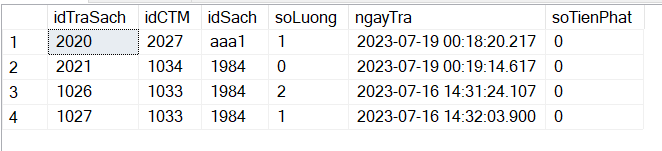 idTraSach idCTM idSach soLuong ngayTra soTienPhat
1 2020 2027 aaa1 1 2023-07-19 00:18:20.217 0
2 2021 1034 1984 0 2023-07-19 00:19:14.617 0
3 1026 1033 1984 2 2023-07-16 14:31:24.107 0
4 1027 1033 1984 1 2023-07-16 14:32:03.900 0